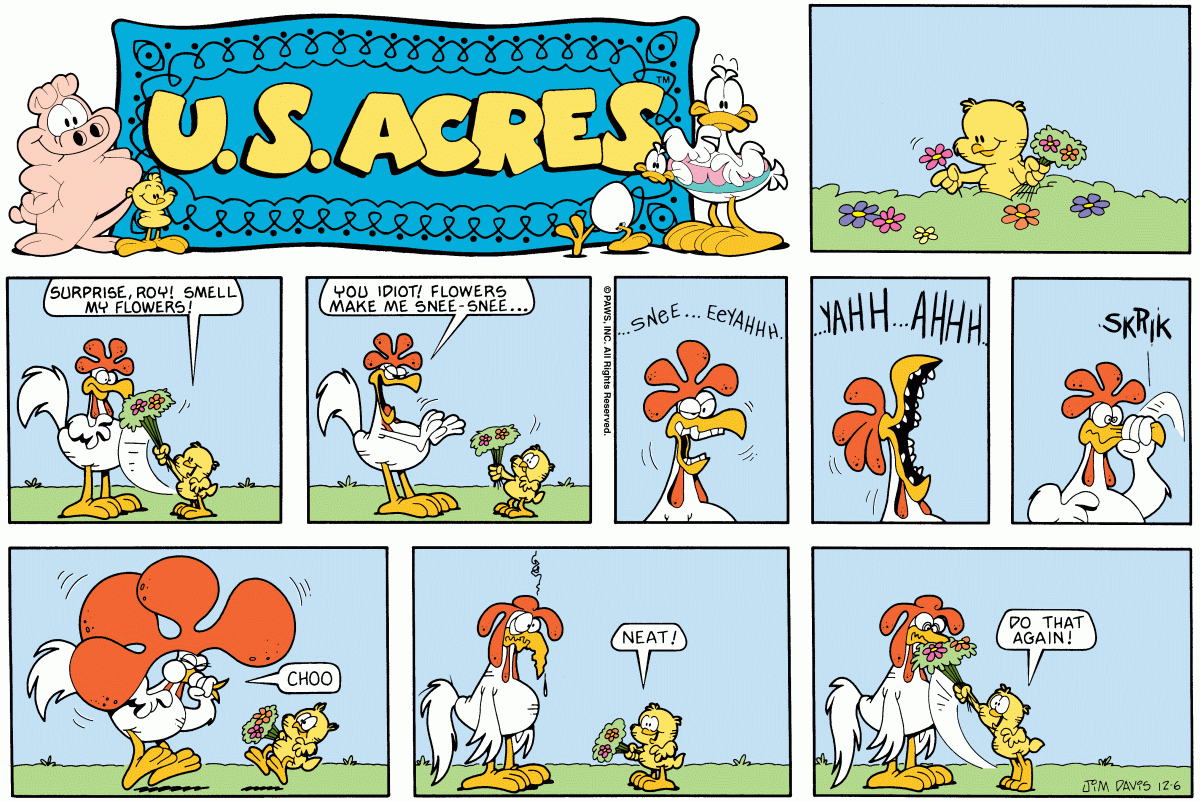 U.S. ACRES
TM
SURPRISE, ROY! SMELL
MY FLOWERS!
YOU IDIOT! FLOWERS
MAKE ME SNEE-SNEE...
© PAWS, INC. All Rights Reserved.
...SNEE... EEYAHHH...
...YAHH...AHHH...
SKRIK
CHOO
NEAT!
DO THAT
AGAIN!
JIM DAVIS 12-6